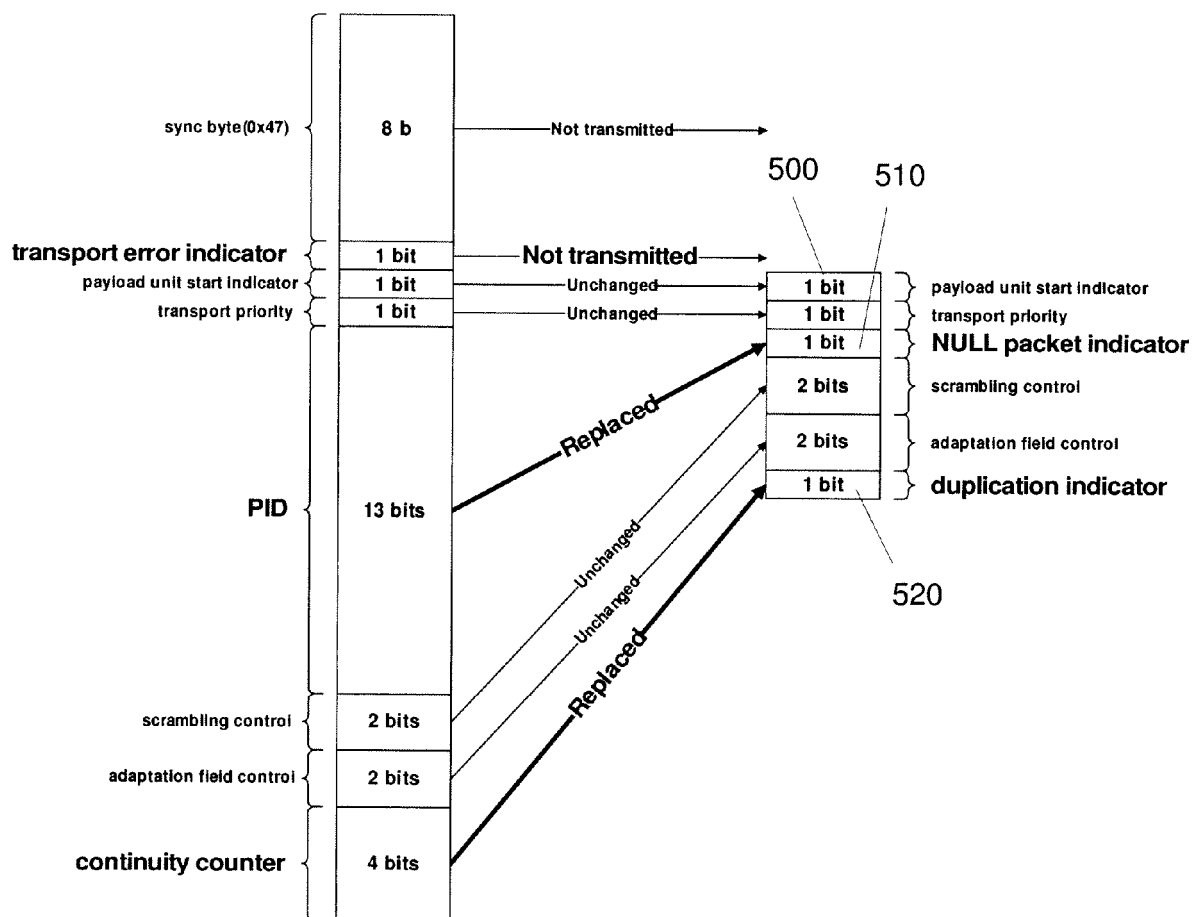 sync byte(0x47)
8 b
Not transmitted
500
510
transport error indicator
1 bit
Not transmitted
payload unit start indicator
1 bit
Unchanged
1 bit
payload unit start indicator
transport priority
1 bit
Unchanged
1 bit
transport priority
1 bit
NULL packet indicator
Replaced
2 bits
scrambling control
2 bits
adaptation field control
1 bit
duplication indicator
PID
13 bits
Unchanged
Unchanged
520
Replaced
scrambling control
2 bits
adaptation field control
2 bits
continuity counter
4 bits